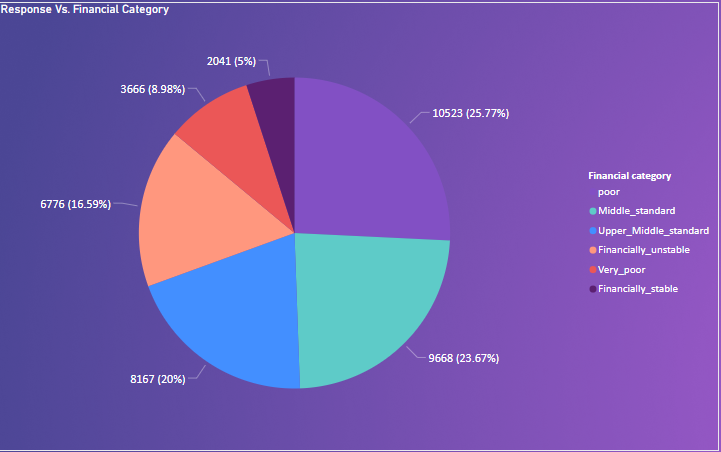 Response Vs. Financial Category
2041 (5%)
3666 (8.98%)
10523 (25.77%)
6776 (16.59%)
8167 (20%)
9668 (23.67%)
Financial category
poor
Middle_standard
Upper_Middle_standard
Financially_unstable
Very_poor
Financially_stable